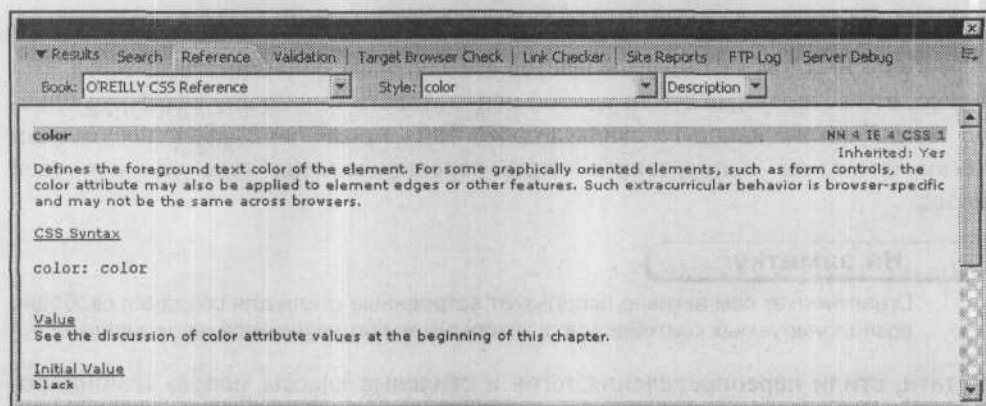 Results Search Reference Validation Target Browser Check Link Checker Site Reports FTP Log Server Debug
Book: O'REILLY CSS Reference Style: color Description
color NN 4 IE 4 CSS 1
Inherited: Yes
Defines the foreground text color of the element. For some graphically oriented elements, such as form controls, the
color attribute may also be applied to element edges or other features. Such extracurricular behavior is browser-specific
and may not be the same across browsers.
CSS Syntax
color: color
Value
See the discussion of color attribute values at the beginning of this chapter.
Initial Value
black